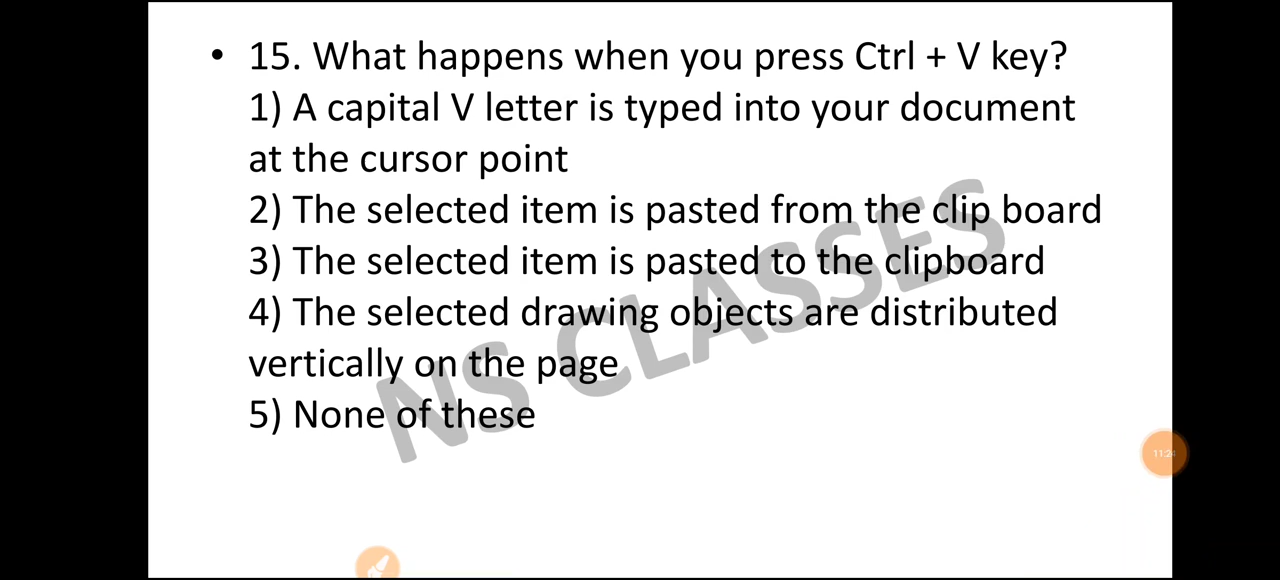 • 15. What happens when you press Ctrl + V key?
1) A capital V letter is typed into your document
at the cursor point
2) The selected item is pasted from the clip board
3) The selected item is pasted to the clipboard
4) The selected drawing objects are distributed
vertically on the page
5) None of these
NS CLASSES
11:24